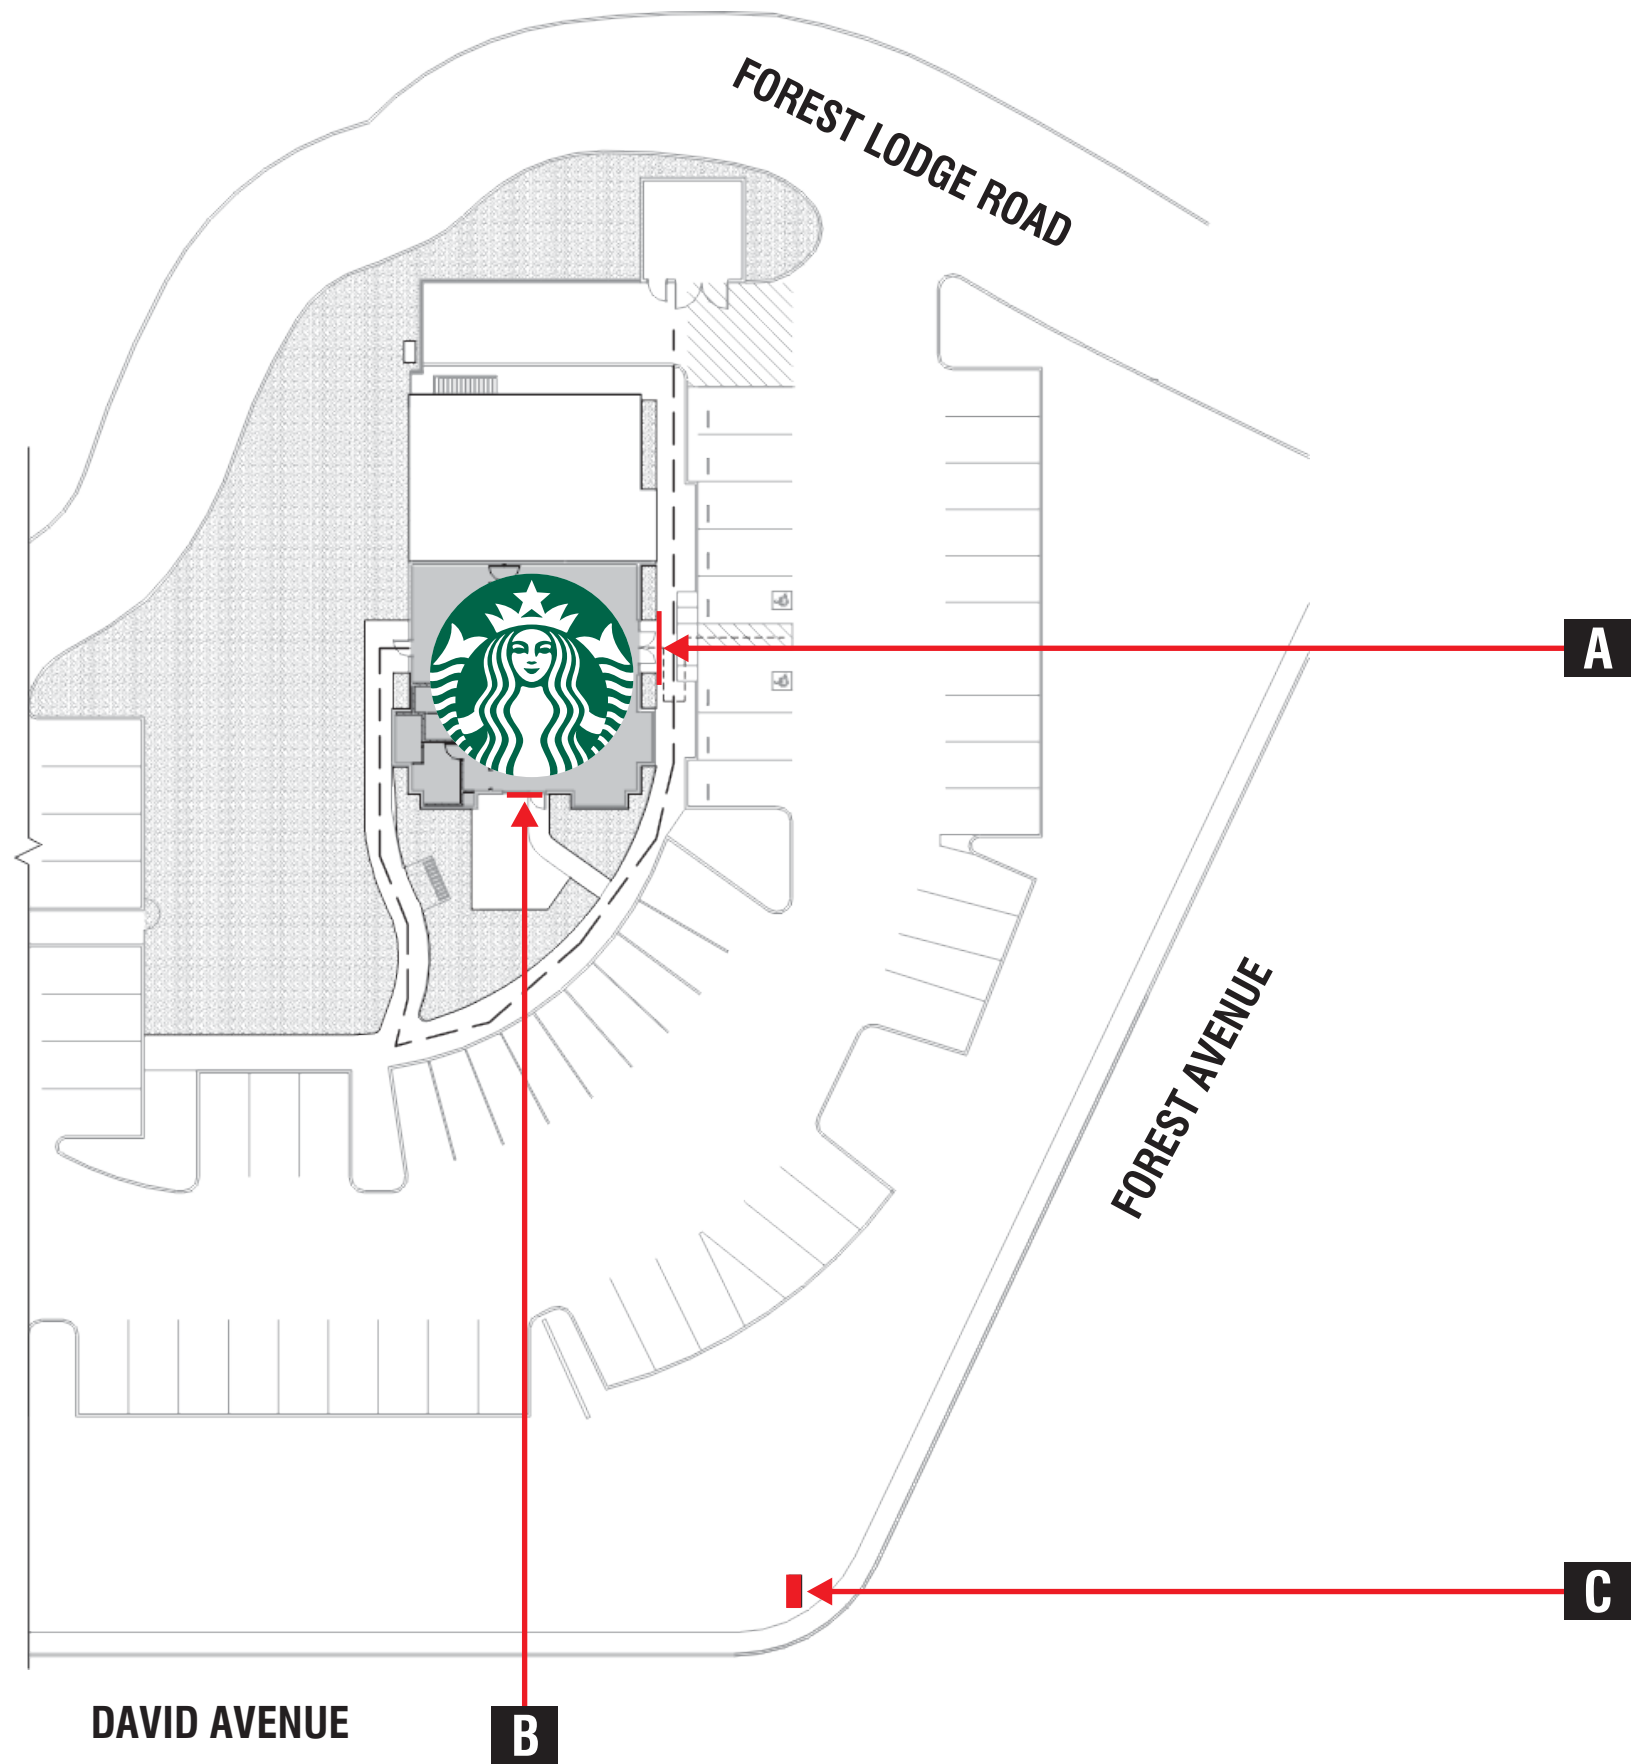 FOREST LODGE ROAD
A
FOREST AVENUE
C
DAVID AVENUE
B